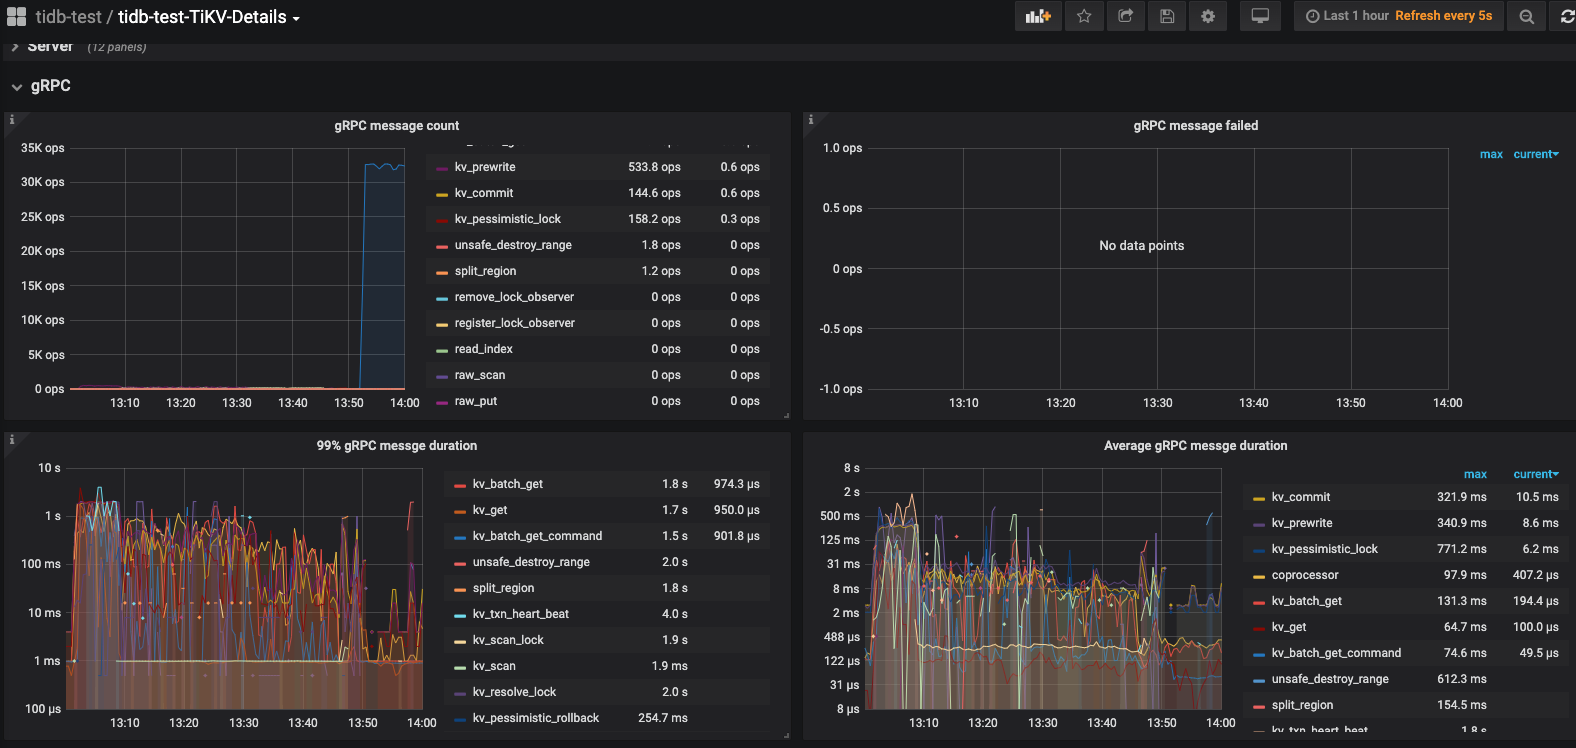 tidb-test / tidb-test-TiKV-Details
Last 1 hour Refresh every 5s
Server (12 panels)
gRPC
gRPC message count
35K ops
30K ops
25K ops
20K ops
15K ops
10K ops
5K ops
0 ops
13:10 13:20 13:30 13:40 13:50 14:00
kv_prewrite 533.8 ops 0.6 ops
kv_commit 144.6 ops 0.6 ops
kv_pessimistic_lock 158.2 ops 0.3 ops
unsafe_destroy_range 1.8 ops 0 ops
split_region 1.2 ops 0 ops
remove_lock_observer 0 ops 0 ops
register_lock_observer 0 ops 0 ops
read_index 0 ops 0 ops
raw_scan 0 ops 0 ops
raw_put 0 ops 0 ops
gRPC message failed
1.0 ops
0.5 ops
0 ops
-0.5 ops
-1.0 ops
No data points
13:10 13:20 13:30 13:40 13:50 14:00
max current
99% gRPC messge duration
10 s
1 s
100 ms
10 ms
1 ms
100 µs
13:10 13:20 13:30 13:40 13:50 14:00
kv_batch_get 1.8 s 974.3 µs
kv_get 1.7 s 950.0 µs
kv_batch_get_command 1.5 s 901.8 µs
unsafe_destroy_range 2.0 s
split_region 1.8 s
kv_txn_heart_beat 4.0 s
kv_scan_lock 1.9 s
kv_scan 1.9 ms
kv_resolve_lock 2.0 s
kv_pessimistic_rollback 254.7 ms
Average gRPC messge duration
8 s
2 s
500 ms
125 ms
31 ms
8 ms
2 ms
488 µs
122 µs
31 µs
8 µs
13:10 13:20 13:30 13:40 13:50 14:00
max current
kv_commit 321.9 ms 10.5 ms
kv_prewrite 340.9 ms 8.6 ms
kv_pessimistic_lock 771.2 ms 6.2 ms
coprocessor 97.9 ms 407.2 µs
kv_batch_get 131.3 ms 194.4 µs
kv_get 64.7 ms 100.0 µs
kv_batch_get_command 74.6 ms 49.5 µs
unsafe_destroy_range 612.3 ms
split_region 154.5 ms
kv_txn_heart_beat 1.8 s